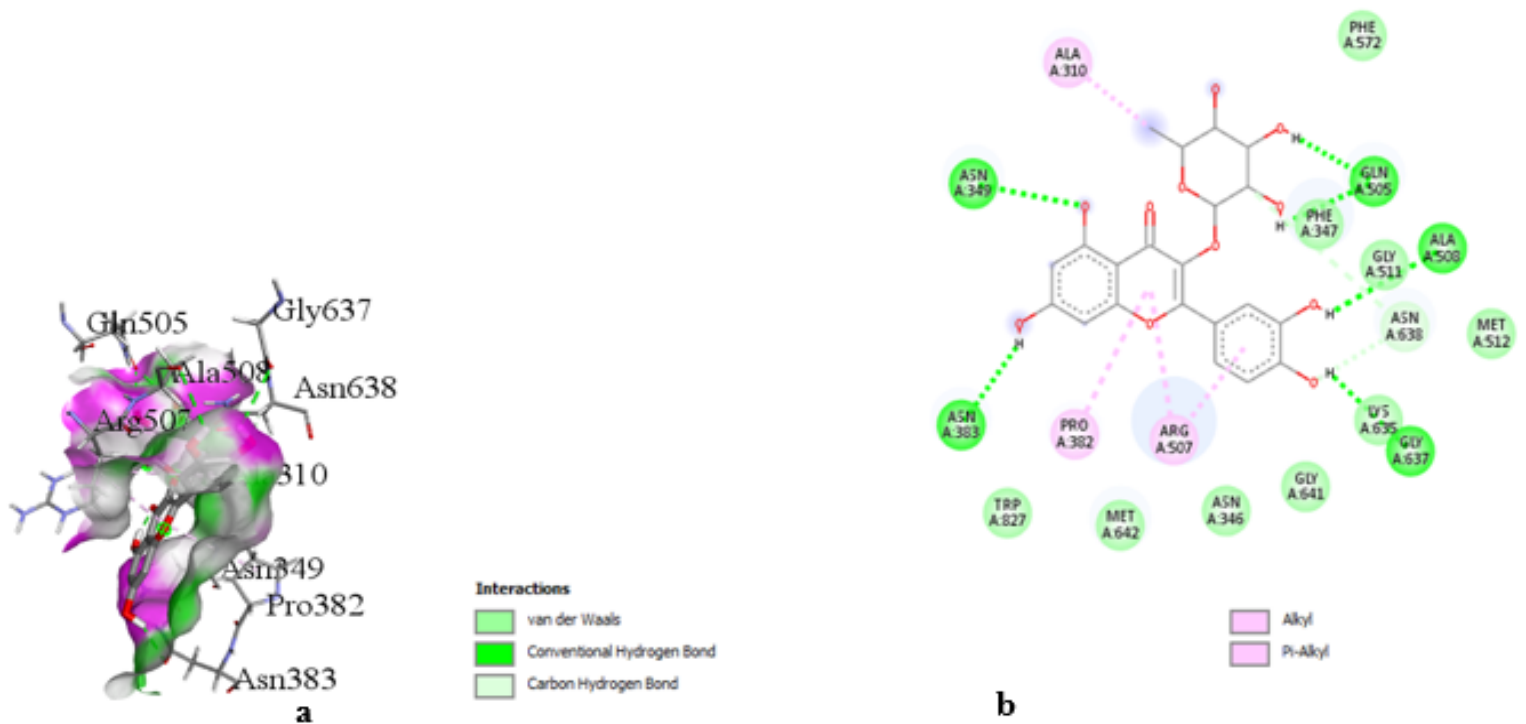 Gln505
Gly637
Ala508
Asn638
Arg507
310
Asn349
Pro382
Asn383
a
Interactions
van der Waals
Conventional Hydrogen Bond
Carbon Hydrogen Bond
PHE
A:572
ALA
A:310
ASN
A:349
GLN
A:505
PHE
A:347
ALA
A:508
GLY
A:511
ASN
A:638
MET
A:512
H
H
H
H
H
O
O
O
O
O
O
O
O
O
O
O
ASN
A:383
PRO
A:382
ARG
A:507
LYS
A:635
GLY
A:637
GLY
A:641
TRP
A:827
MET
A:642
ASN
A:346
Alkyl
Pi-Alkyl
b